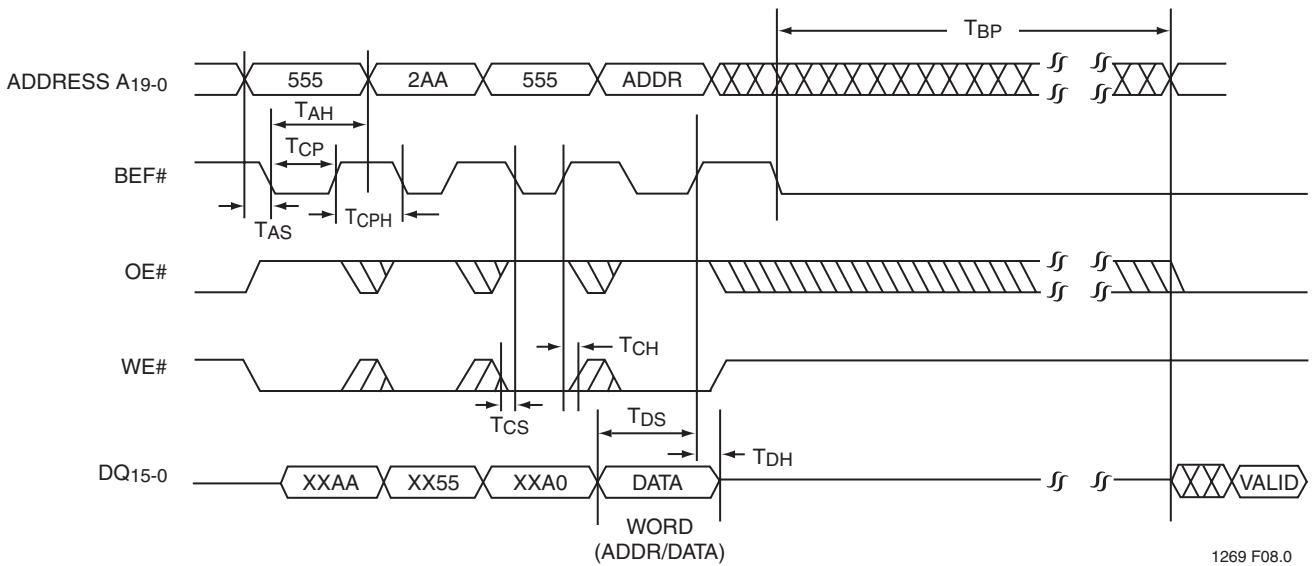 TBP
ADDRESS A19-0 555 2AA 555 ADDR
TAH
TCP
BEF#
TAS TCPH
OE#
TCH
WE#
TCS TDS
TDH
DQ15-0 XXAA XX55 XXA0 DATA VALID
WORD
(ADDR/DATA)
1269 F08.0